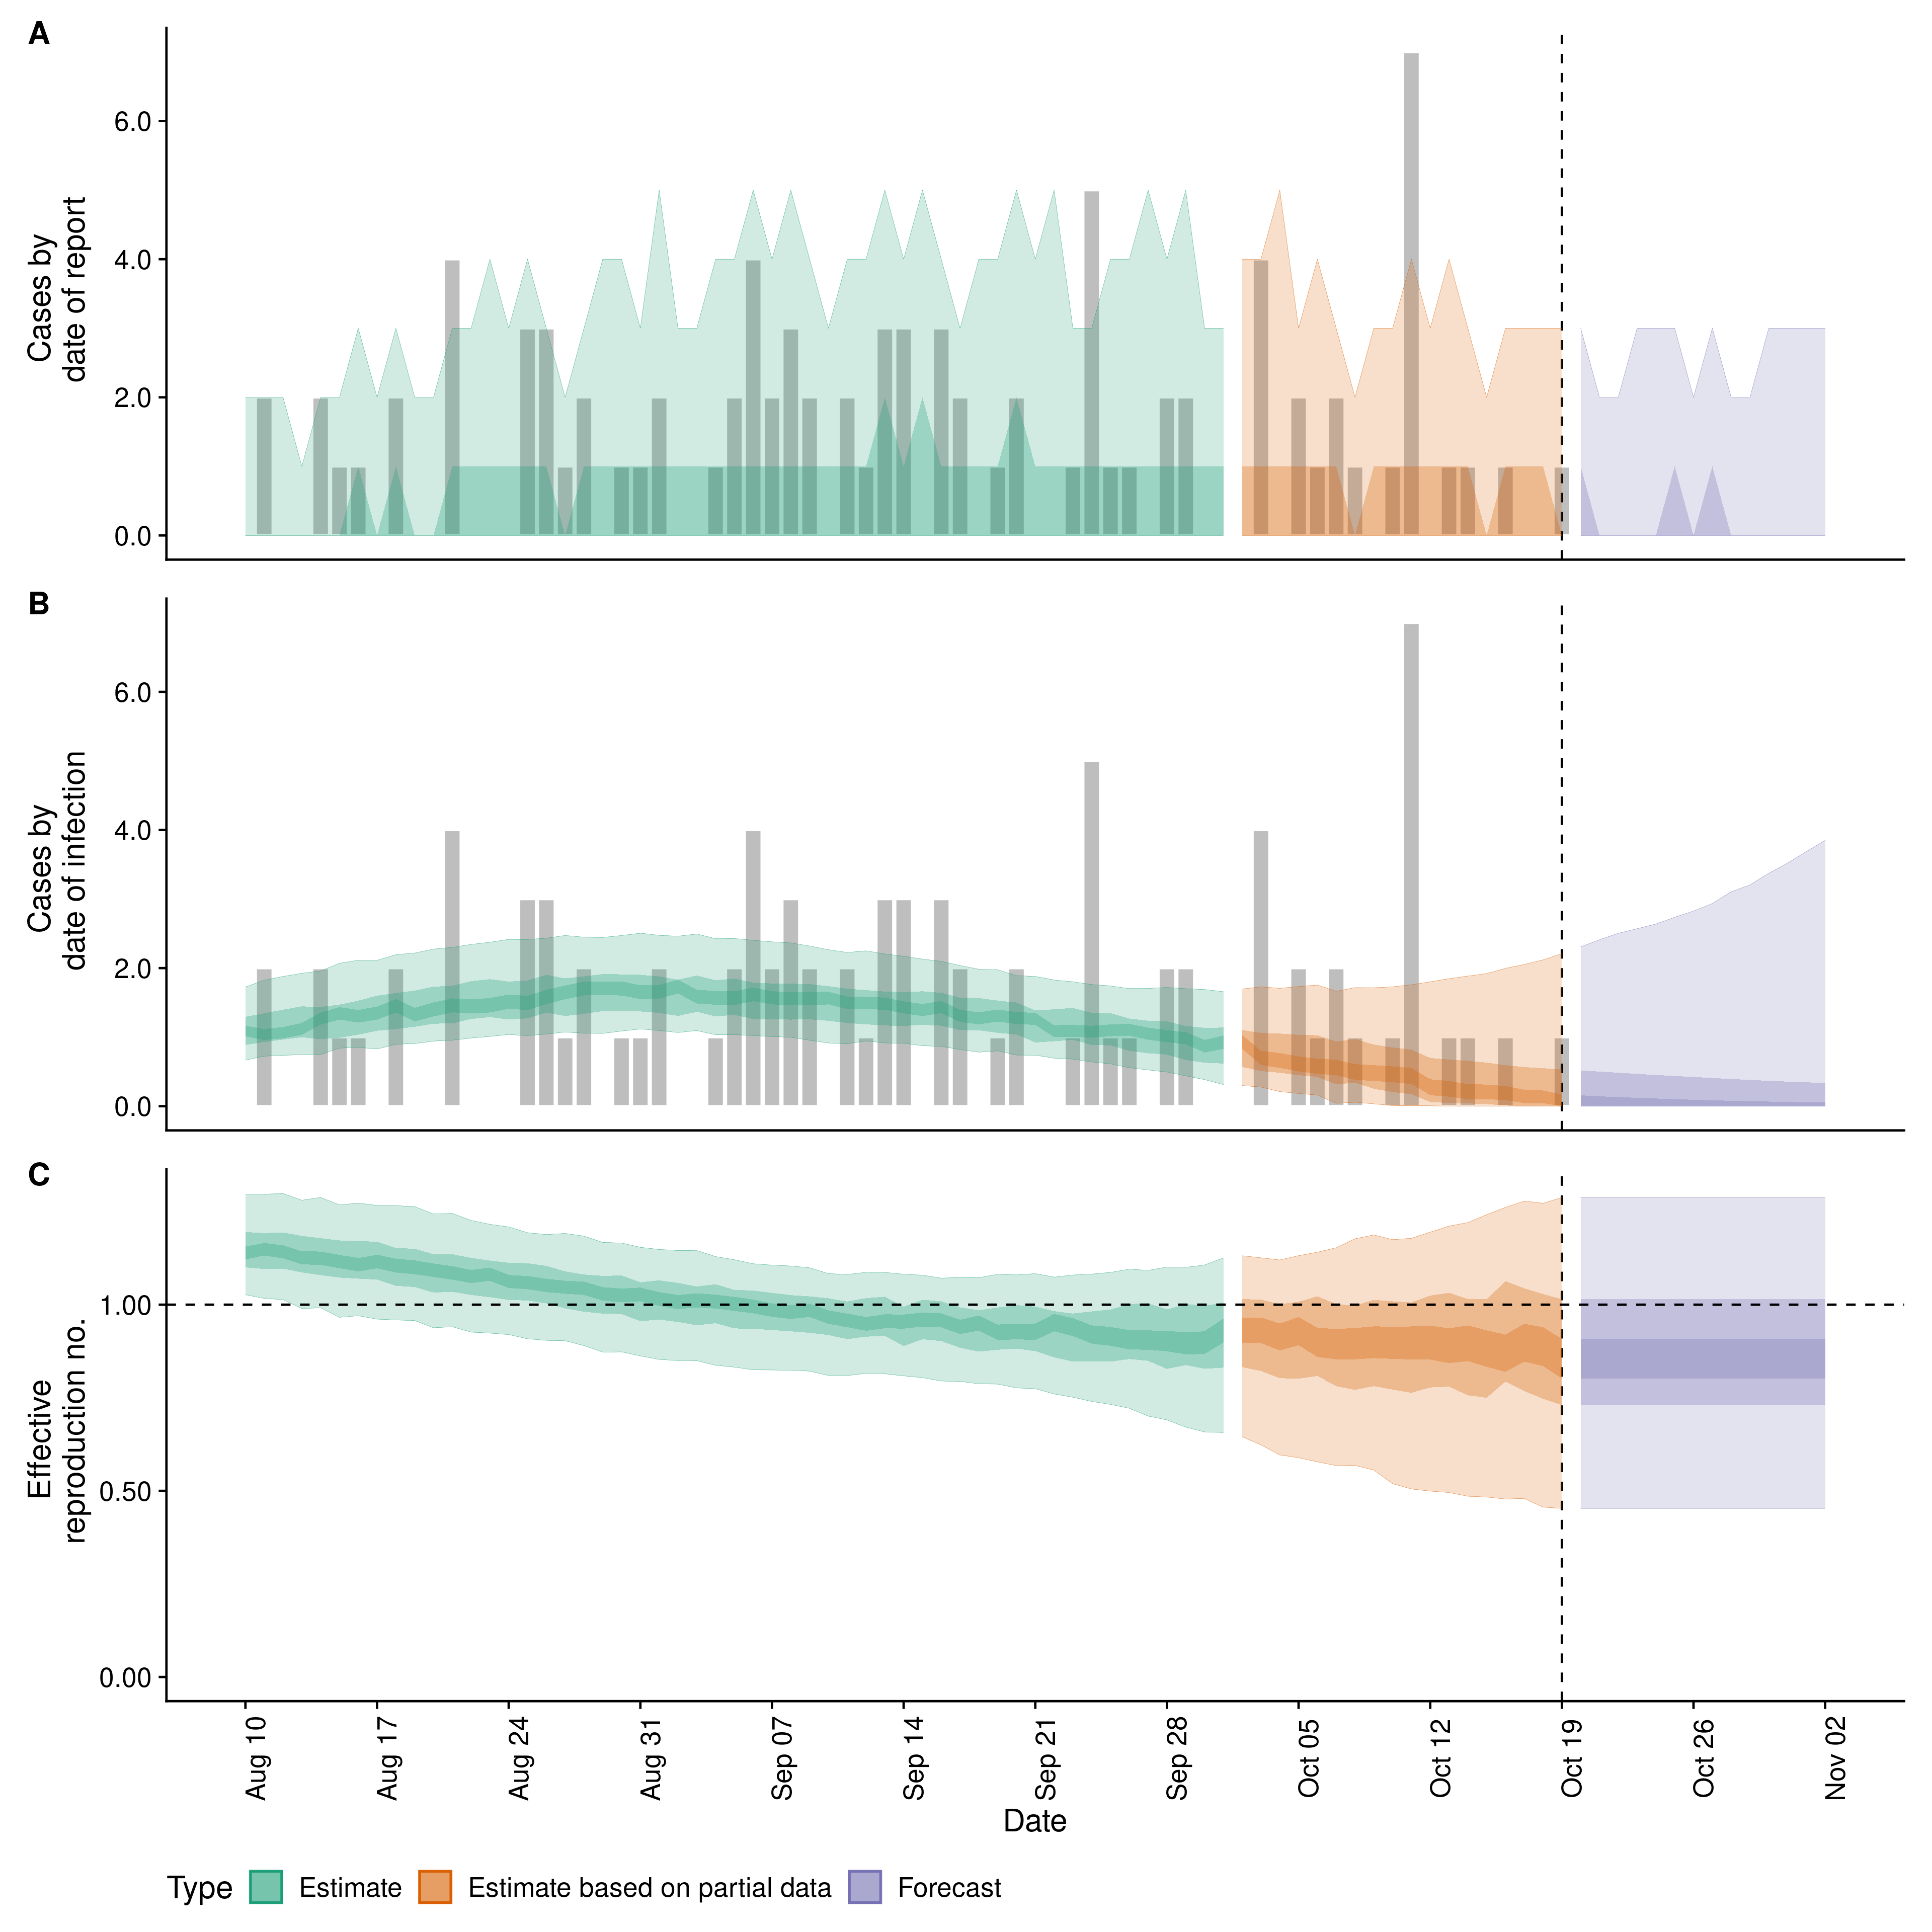 A
Cases by
date of report
6.0
4.0
2.0
0.0
B
Cases by
date of infection
6.0
4.0
2.0
0.0
C
Effective
reproduction no.
1.00
0.50
0.00
Aug 10
Aug 17
Aug 24
Aug 31
Sep 07
Sep 14
Sep 21
Sep 28
Oct 05
Oct 12
Oct 19
Oct 26
Nov 02
Date
Type Estimate Estimate based on partial data Forecast